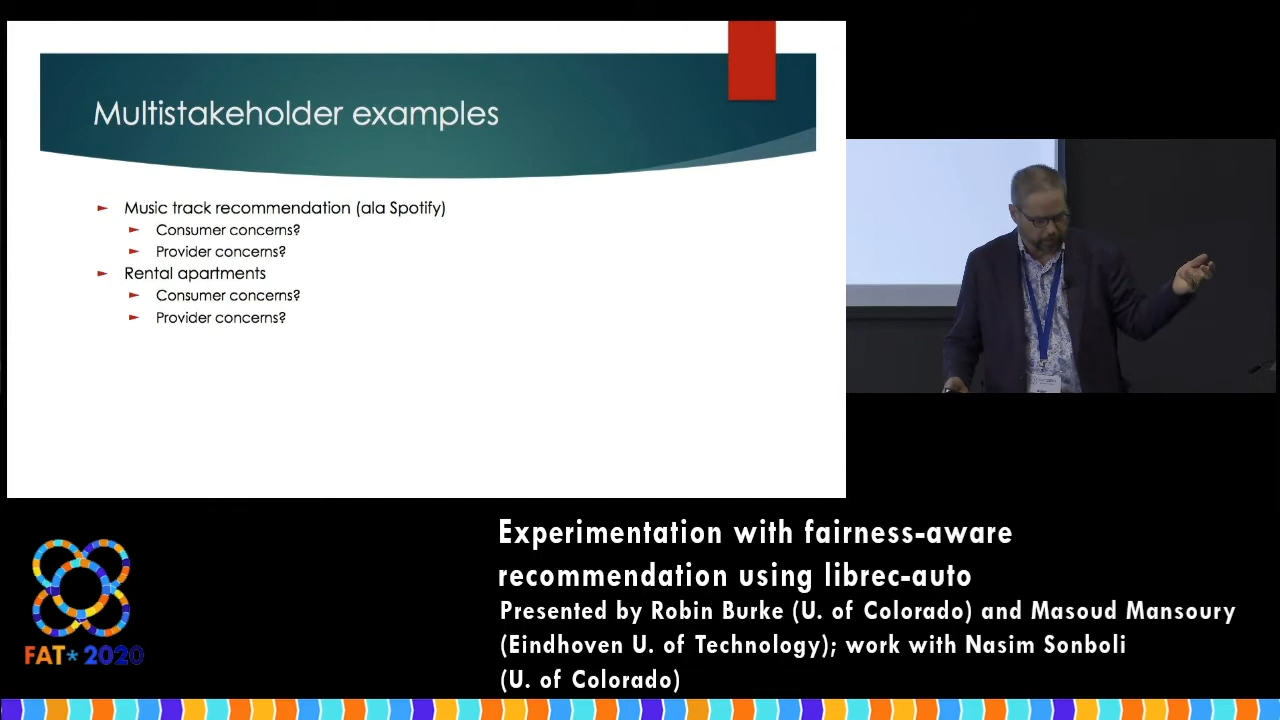 Multistakeholder examples
Music track recommendation (ala Spotify)
Consumer concerns?
Provider concerns?
Rental apartments
Consumer concerns?
Provider concerns?
Experimentation with fairness-aware
recommendation using librec-auto
Presented by Robin Burke (U. of Colorado) and Masoud Mansoury
(Eindhoven U. of Technology); work with Nasim Sonboli
(U. of Colorado)
FAT* 2020